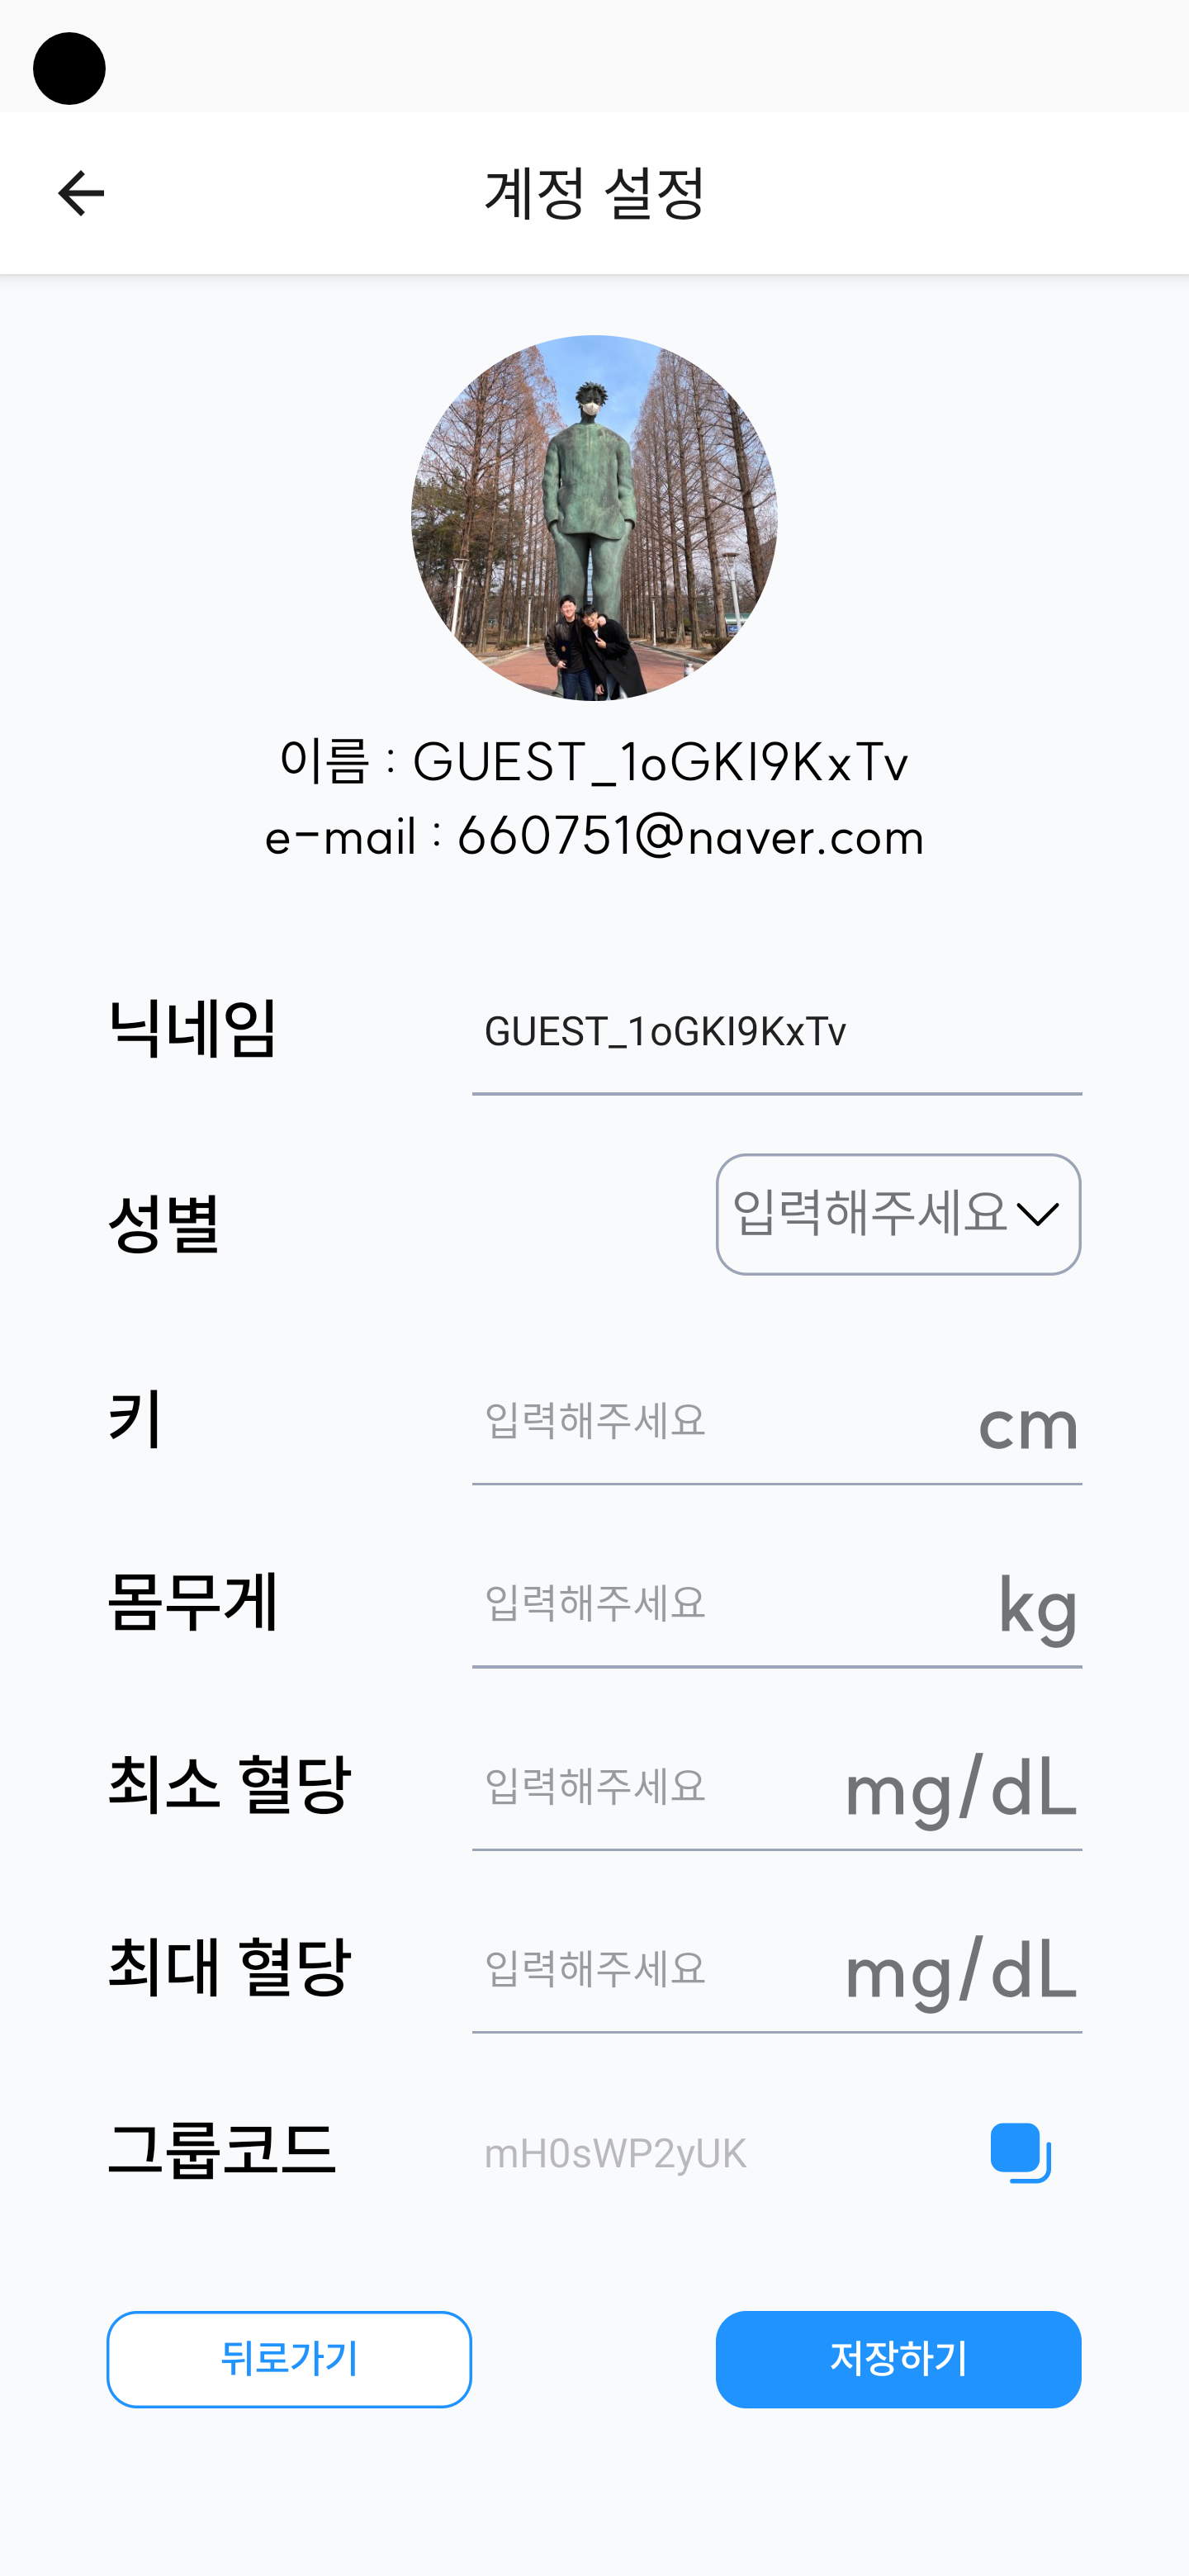 계정 설정
이름 : GUEST_1oGKI9KxTv
e-mail : 660751@naver.com
닉네임 GUEST_1oGKI9KxTv
성별 입력해주세요
키 입력해주세요 cm
몸무게 입력해주세요 kg
최소 혈당 입력해주세요 mg/dL
최대 혈당 입력해주세요 mg/dL
그룹코드 mH0sWP2yUK
뒤로가기 저장하기